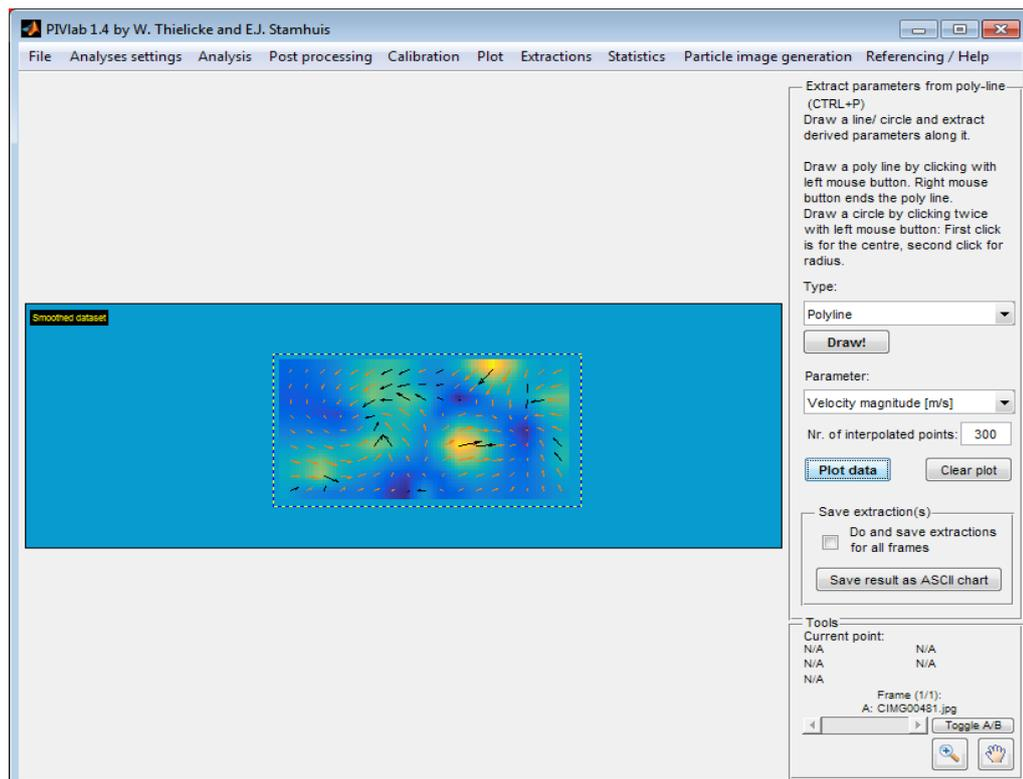 PIVlab 1.4 by W. Thielicke and E.J. Stamhuis
File Analyses settings Analysis Post processing Calibration Plot Extractions Statistics Particle image generation Referencing / Help
Smoothed dataset
Extract parameters from poly-line
(CTRL+P)
Draw a line/ circle and extract
derived parameters along it.
Draw a poly line by clicking with
left mouse button. Right mouse
button ends the poly line.
Draw a circle by clicking twice
with left mouse button: First click
is for the centre, second click for
radius.
Type:
Polyline
Draw!
Parameter:
Velocity magnitude [m/s]
Nr. of interpolated points: 300
Plot data Clear plot
Save extraction(s)
Do and save extractions
for all frames
Save result as ASCII chart
Tools
Current point:
N/A N/A
N/A N/A
N/A
Frame (1/1):
A: CIMG00481.jpg
Toggle A/B